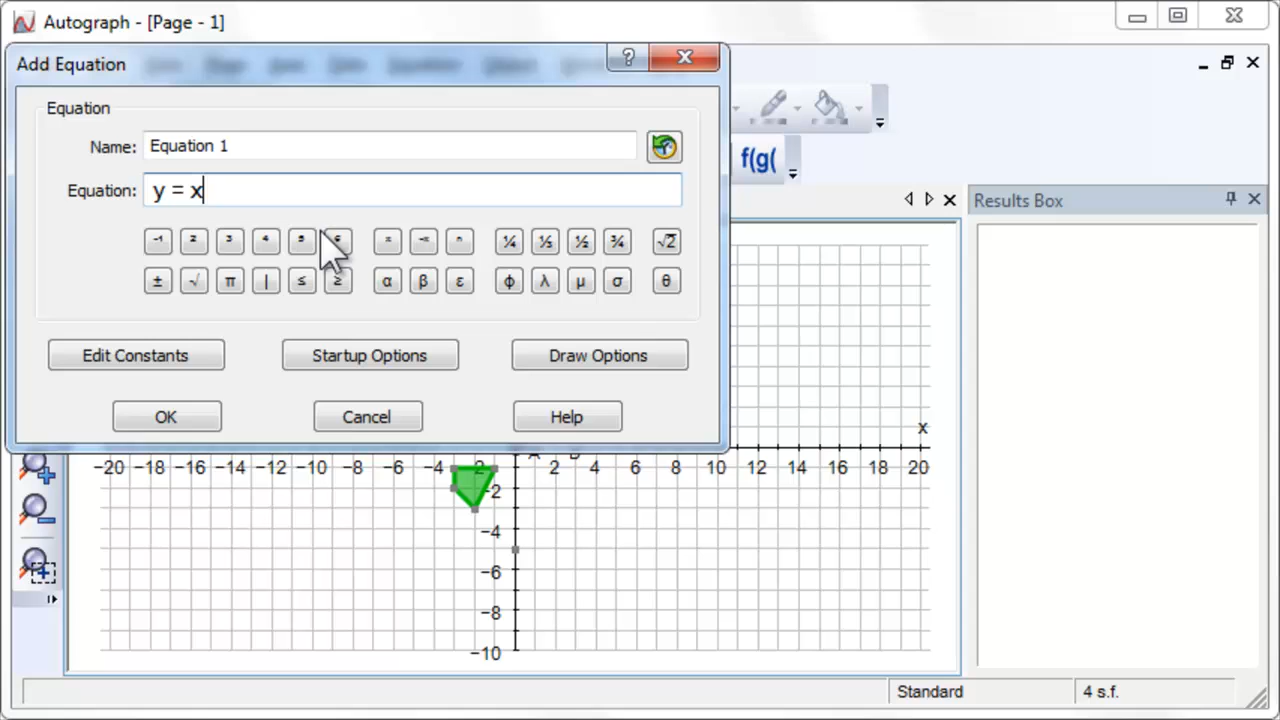 Autograph - [Page - 1]
Add Equation
?
Equation
Name: Equation 1
Equation: y = x
-1 2 3 4 5 6 x -x n ¼ ⅓ ½ ¾ √2
± √ π | ≤ ≥ α β ε ϕ λ μ σ θ
Edit Constants Startup Options Draw Options
OK Cancel Help
f(g(
Results Box
x
−20 −18 −16 −14 −12 −10 −8 −6 −4 −2 2 4 6 8 10 12 14 16 18 20
−2
−4
−6
−8
−10
Standard 4 s.f.